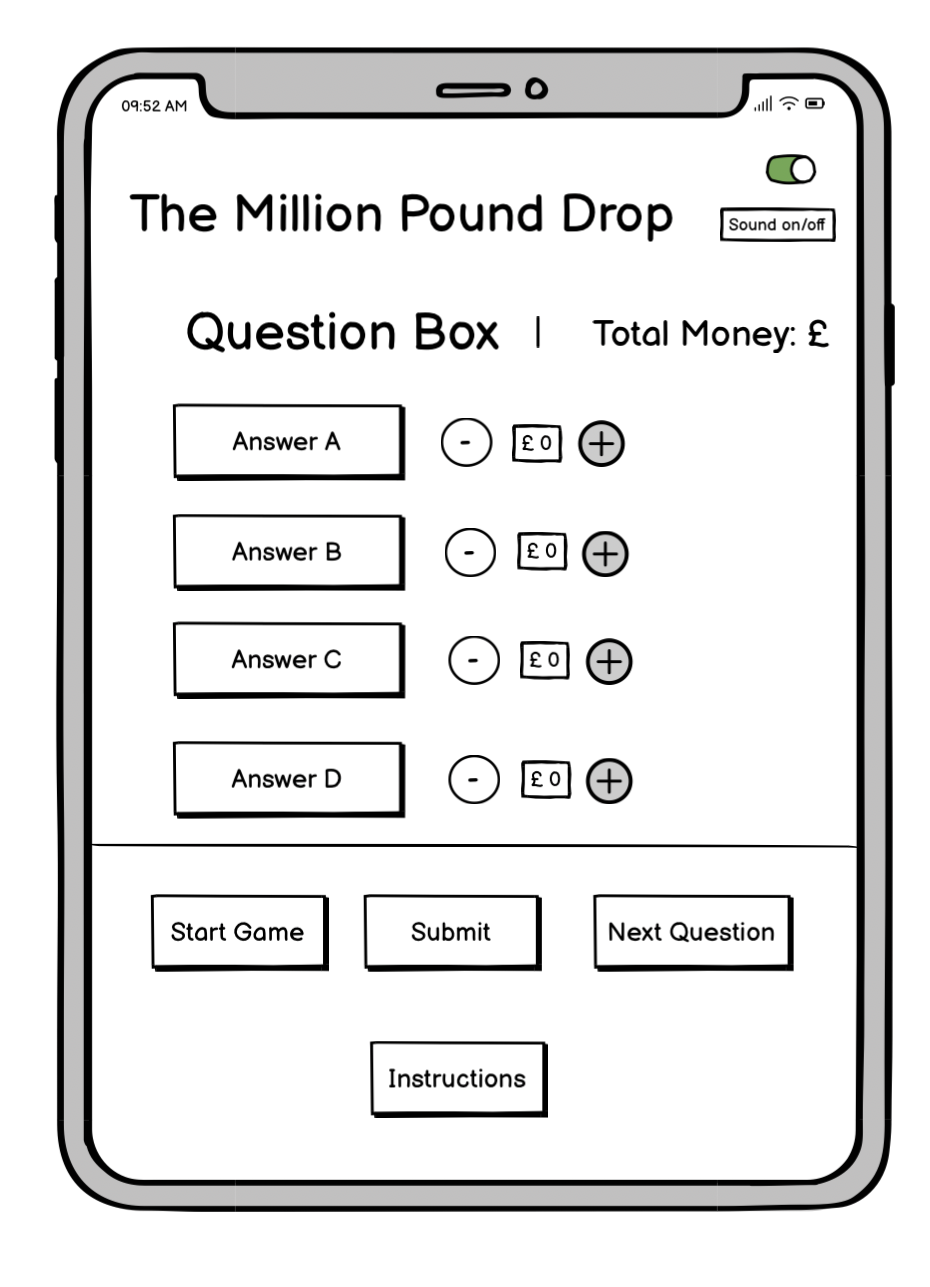 09:52 AM
The Million Pound Drop
Sound on/off
Question Box | Total Money: £
Answer A - £ 0 +
Answer B - £ 0 +
Answer C - £ 0 +
Answer D - £ 0 +
Start Game Submit Next Question
Instructions